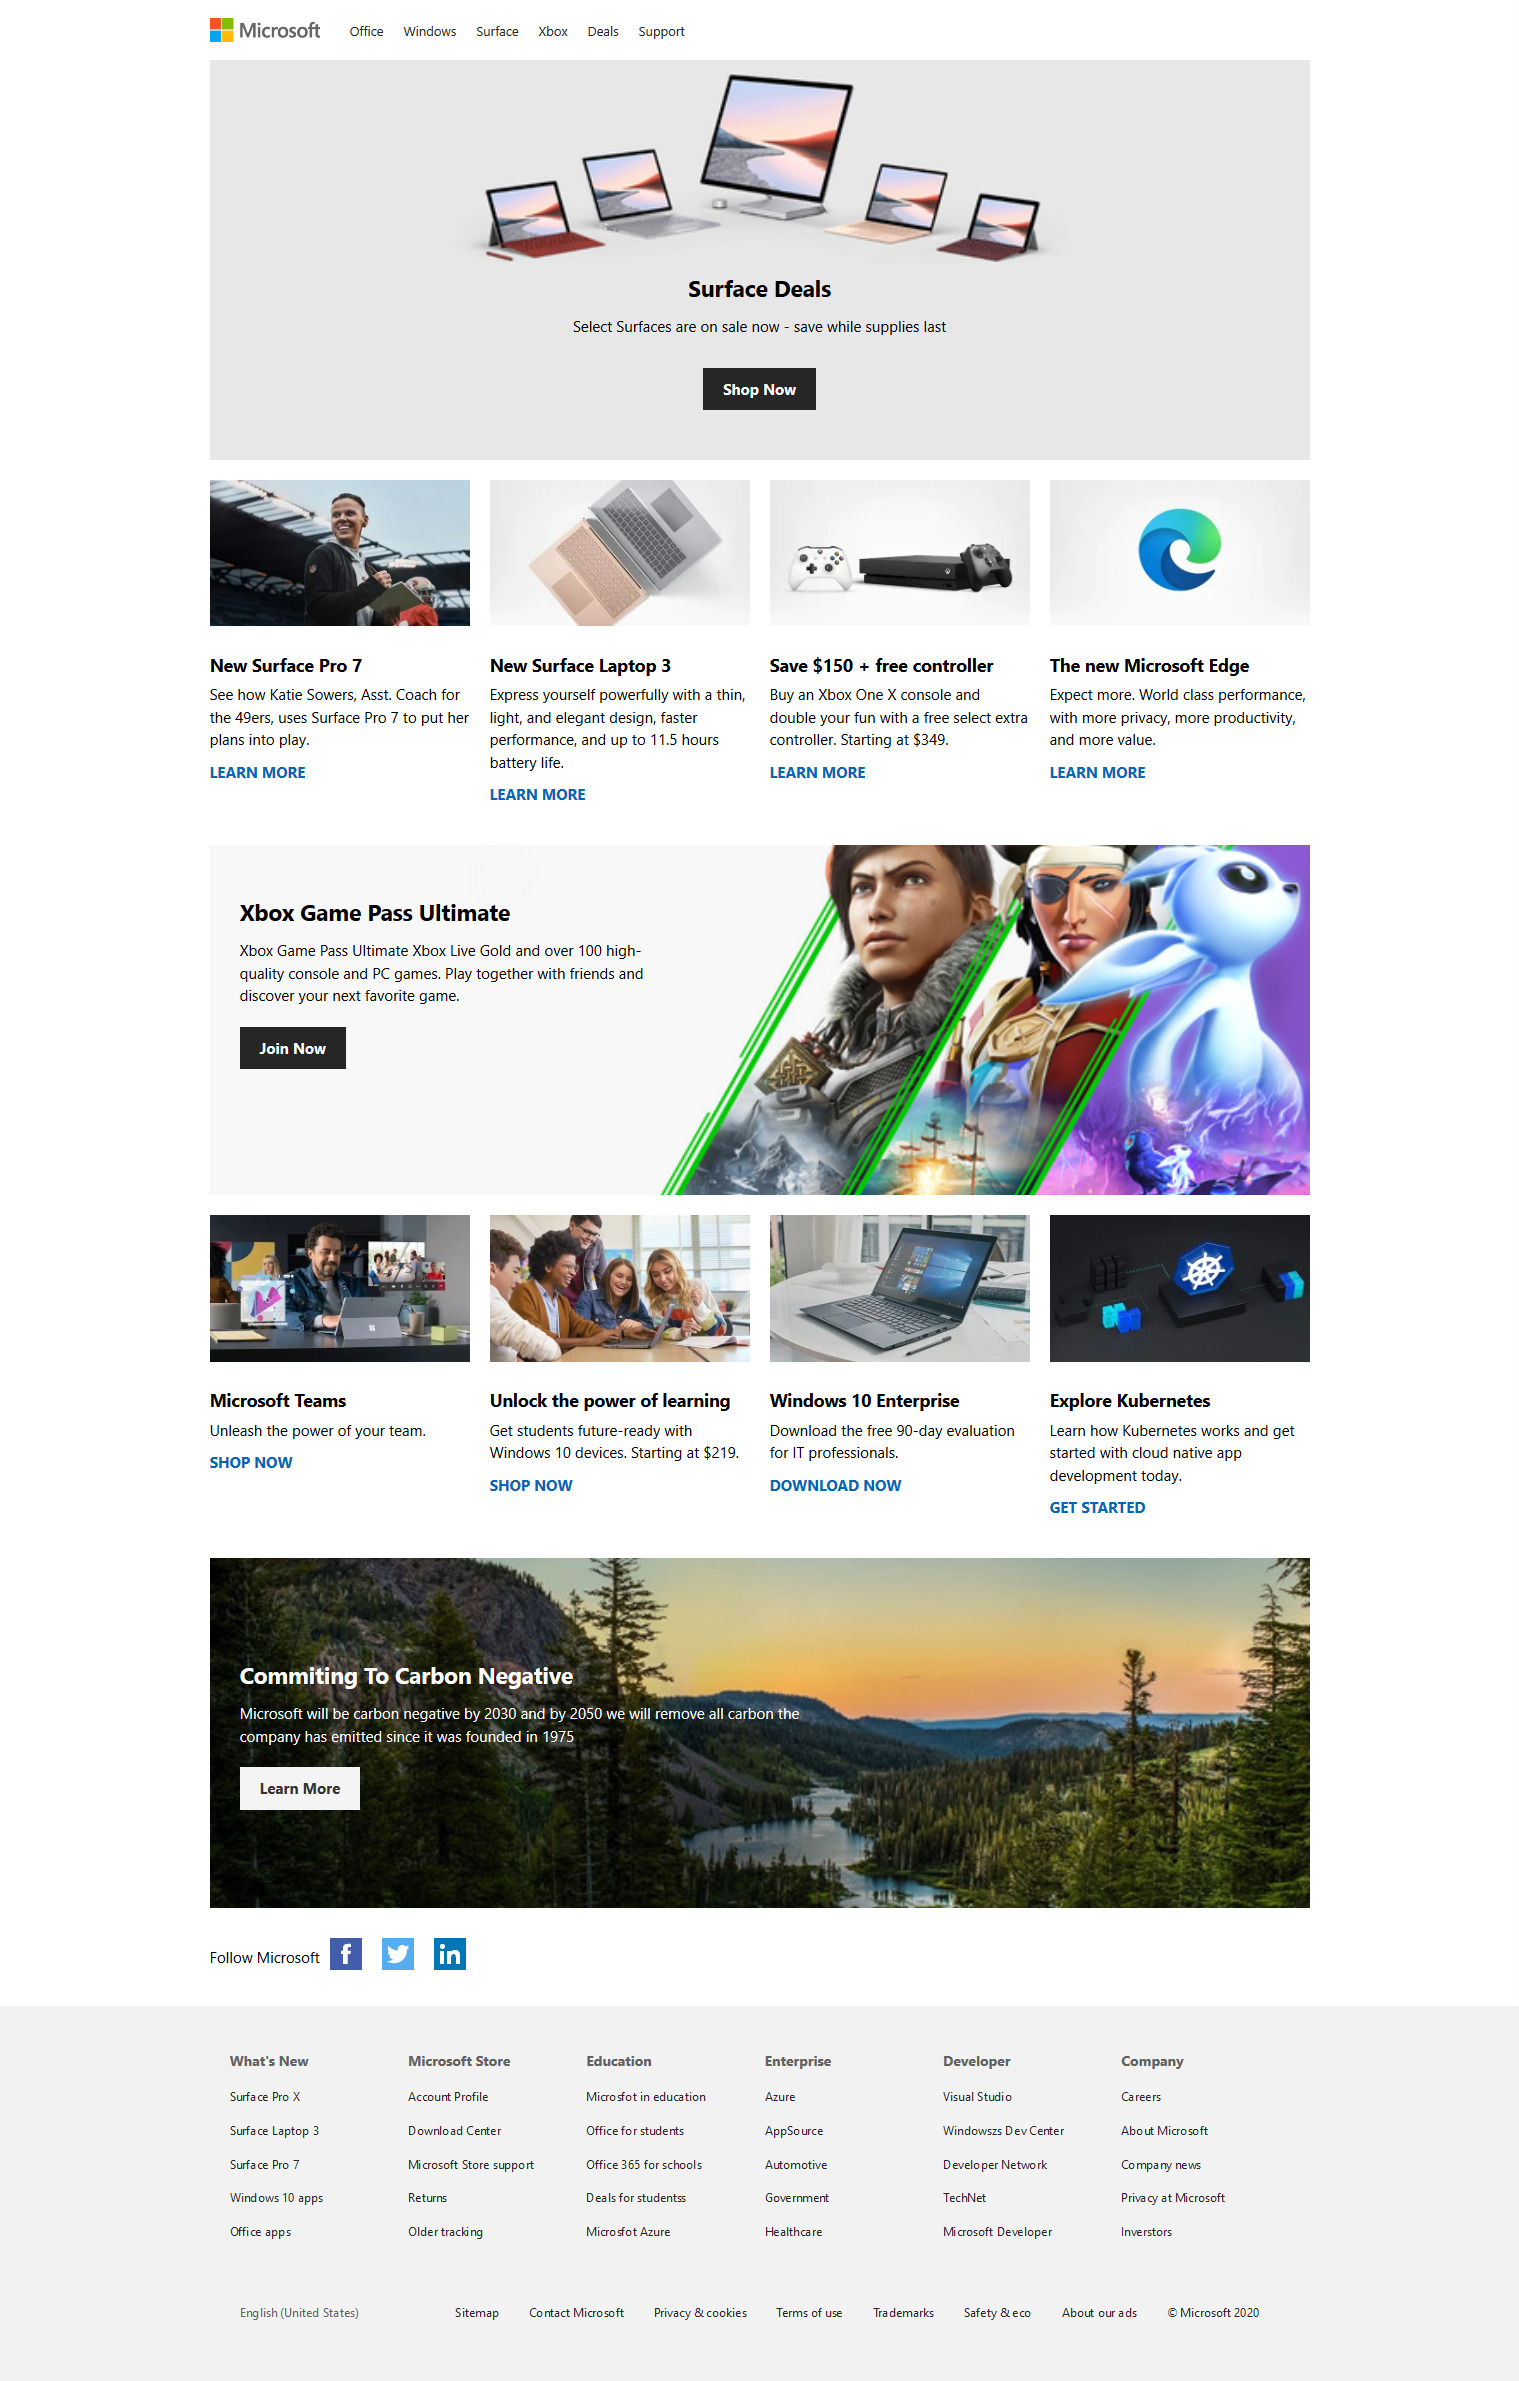 Microsoft Office Windows Surface Xbox Deals Support
Surface Deals
Select Surfaces are on sale now - save while supplies last
Shop Now
New Surface Pro 7
See how Katie Sowers, Asst. Coach for
the 49ers, uses Surface Pro 7 to put her
plans into play.
LEARN MORE
New Surface Laptop 3
Express yourself powerfully with a thin,
light, and elegant design, faster
performance, and up to 11.5 hours
battery life.
LEARN MORE
Save $150 + free controller
Buy an Xbox One X console and
double your fun with a free select extra
controller. Starting at $349.
LEARN MORE
The new Microsoft Edge
Expect more. World class performance,
with more privacy, more productivity,
and more value.
LEARN MORE
Xbox Game Pass Ultimate
Xbox Game Pass Ultimate Xbox Live Gold and over 100 high-
quality console and PC games. Play together with friends and
discover your next favorite game.
Join Now
Microsoft Teams
Unleash the power of your team.
SHOP NOW
Unlock the power of learning
Get students future-ready with
Windows 10 devices. Starting at $219.
SHOP NOW
Windows 10 Enterprise
Download the free 90-day evaluation
for IT professionals.
DOWNLOAD NOW
Explore Kubernetes
Learn how Kubernetes works and get
started with cloud native app
development today.
GET STARTED
Commiting To Carbon Negative
Microsoft will be carbon negative by 2030 and by 2050 we will remove all carbon the
company has emitted since it was founded in 1975
Learn More
Follow Microsoft
What's New
Surface Pro X
Surface Laptop 3
Surface Pro 7
Windows 10 apps
Office apps
Microsoft Store
Account Profile
Download Center
Microsoft Store support
Returns
Older tracking
Education
Microsfot in education
Office for students
Office 365 for schools
Deals for studentss
Microsfot Azure
Enterprise
Azure
AppSource
Automotive
Government
Healthcare
Developer
Visual Studio
Windowszs Dev Center
Developer Network
TechNet
Microsoft Developer
Company
Careers
About Microsoft
Company news
Privacy at Microsoft
Inverstors
English (United States) Sitemap Contact Microsoft Privacy & cookies Terms of use Trademarks Safety & eco About our ads © Microsoft 2020